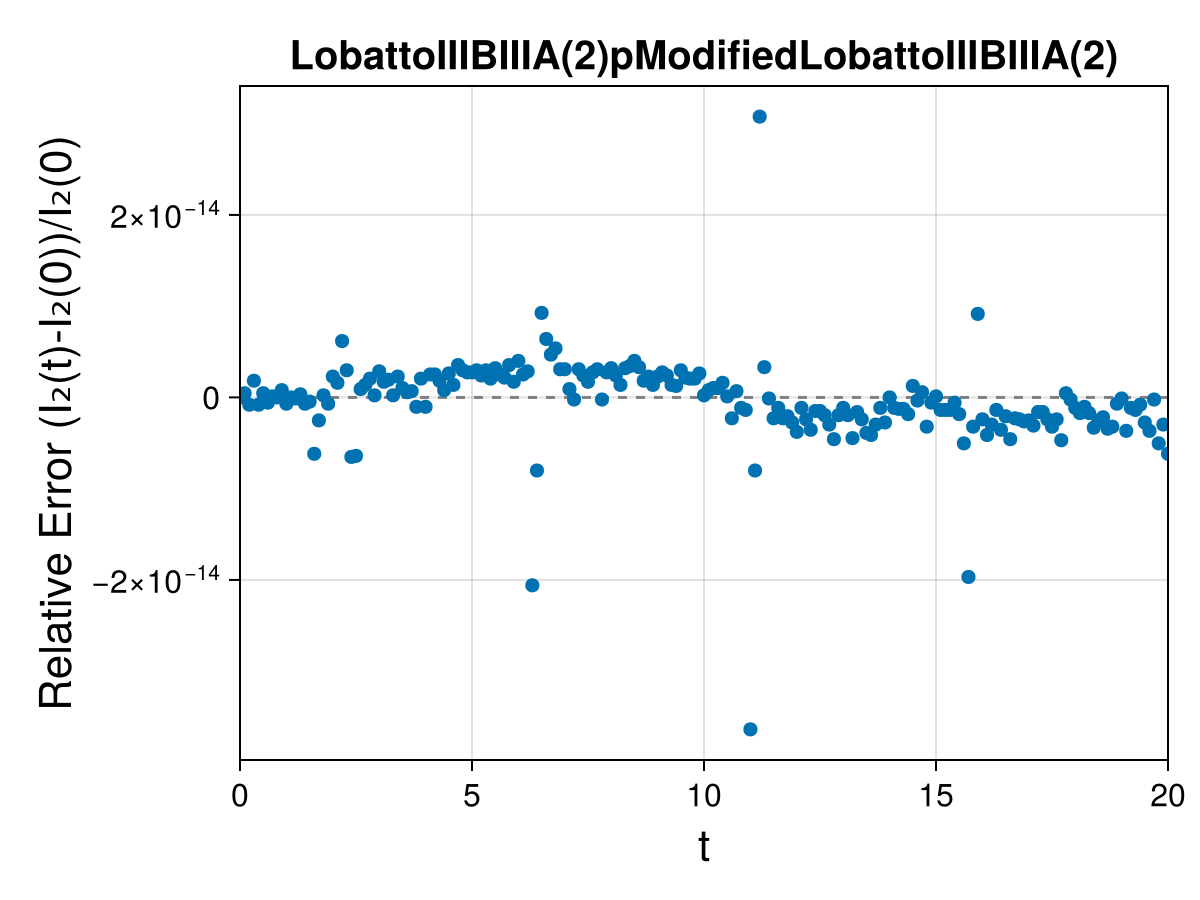 LobattoIIIBIIIA(2)pModifiedLobattoIIIBIIIA(2)
Relative Error (I₂(t)-I₂(0))/I₂(0)
2×10⁻¹⁴
0
−2×10⁻¹⁴
0 5 10 15 20
t